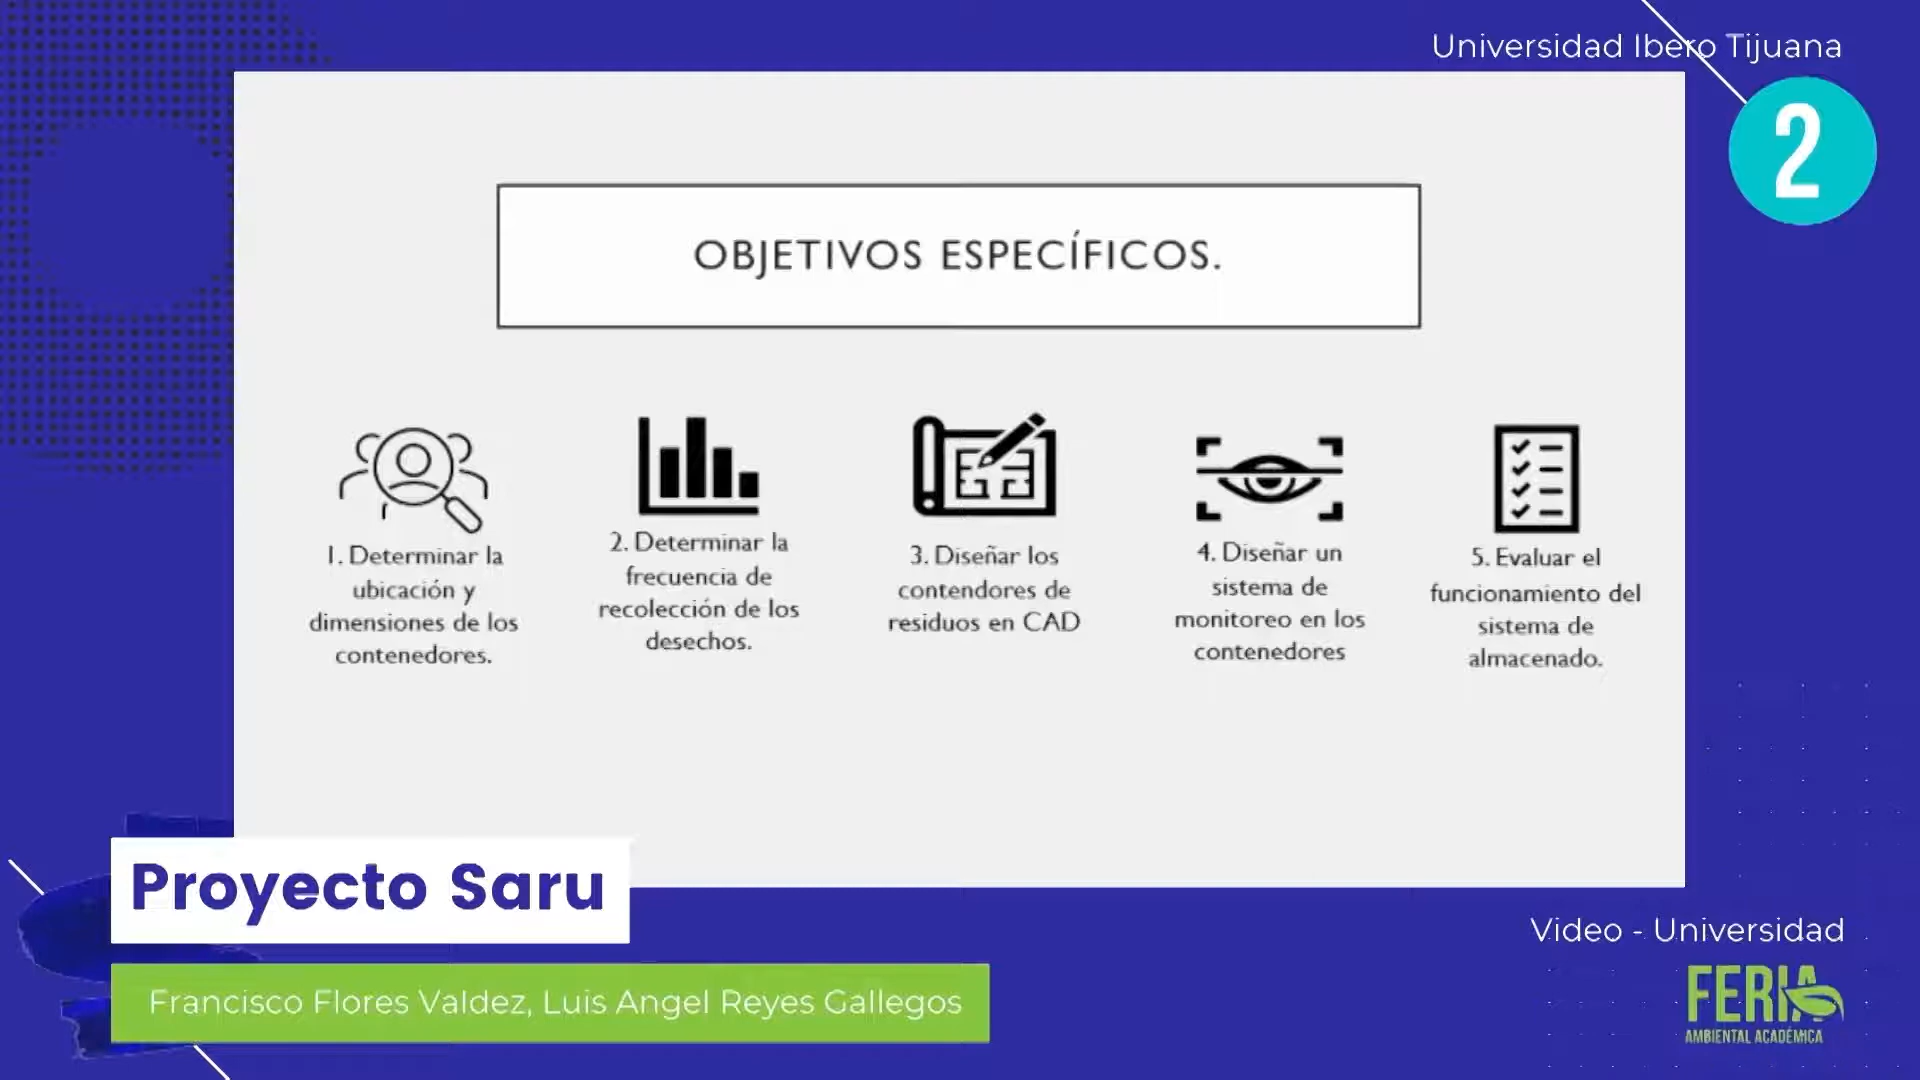 Universidad Ibero Tijuana
2
OBJETIVOS ESPECÍFICOS.
1. Determinar la
ubicación y
dimensiones de los
contenedores.
2. Determinar la
frecuencia de
recolección de los
desechos.
3. Diseñar los
contendores de
residuos en CAD
4. Diseñar un
sistema de
monitoreo en los
contenedores
5. Evaluar el
funcionamiento del
sistema de
almacenado.
Proyecto Saru
Francisco Flores Valdez, Luis Angel Reyes Gallegos
Video - Universidad
FERIA
AMBIENTAL ACADÉMICA